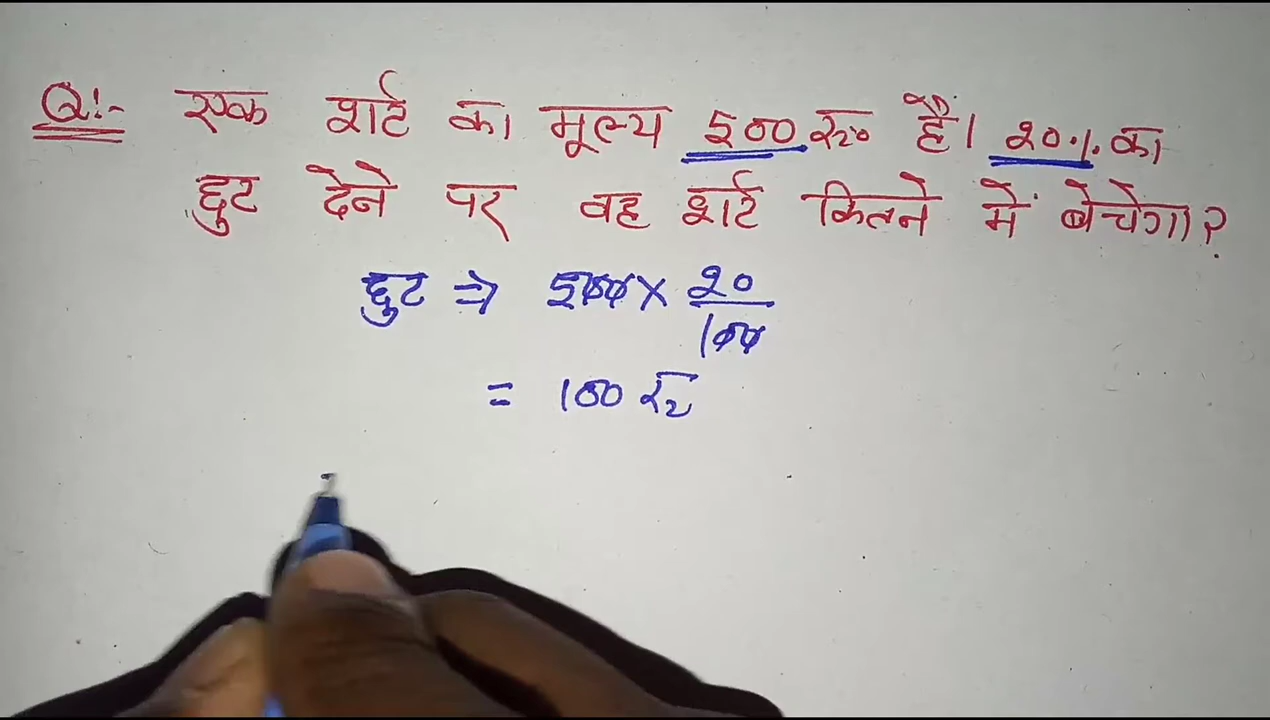 Q:- एक शर्ट का मूल्य 500 रू० है। 20% का
छुट देने पर वह शर्ट कितने में बेचेगा?
छुट ⇒ 500 × 20/100
= 100 रू